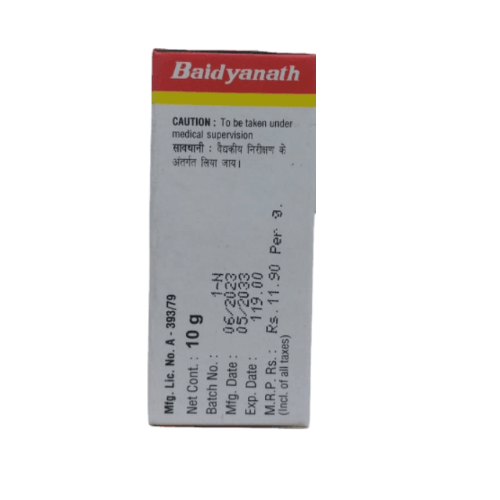 Baidyanath
CAUTION : To be taken under
medical supervision
सावधानी : वैद्यकीय निरीक्षण के
अंतर्गत लिया जाय।
Mfg. Lic. No. A - 393/79
Net Cont. : 10 g
Batch No. : 1-N
Mfg. Date : 06/2023
Exp. Date : 05/2033
M.R.P. Rs. : 119.00
(Incl. of all taxes) Rs. 11.90 Per g.